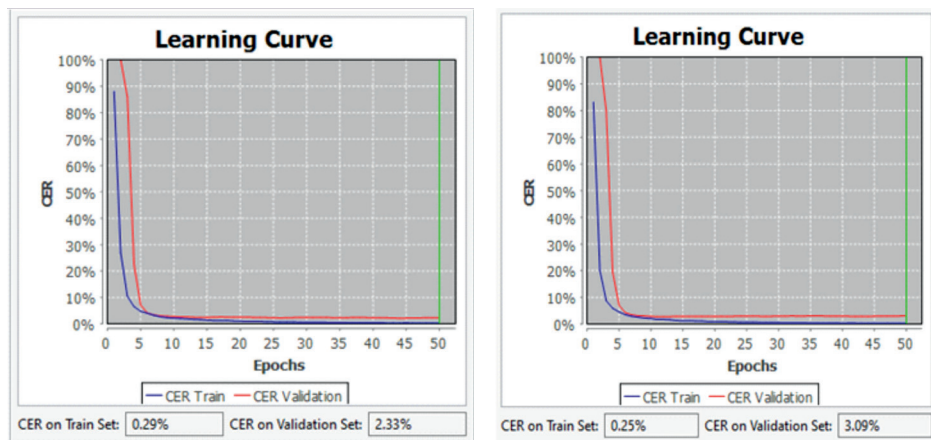 Learning Curve
100%
90%
80%
70%
60%
50%
40%
30%
20%
10%
0%
CER
0 5 10 15 20 25 30 35 40 45 50
Epochs
CER Train CER Validation
CER on Train Set: 0.29% CER on Validation Set: 2.33%
Learning Curve
100%
90%
80%
70%
60%
50%
40%
30%
20%
10%
0%
CER
0 5 10 15 20 25 30 35 40 45 50
Epochs
CER Train CER Validation
CER on Train Set: 0.25% CER on Validation Set: 3.09%